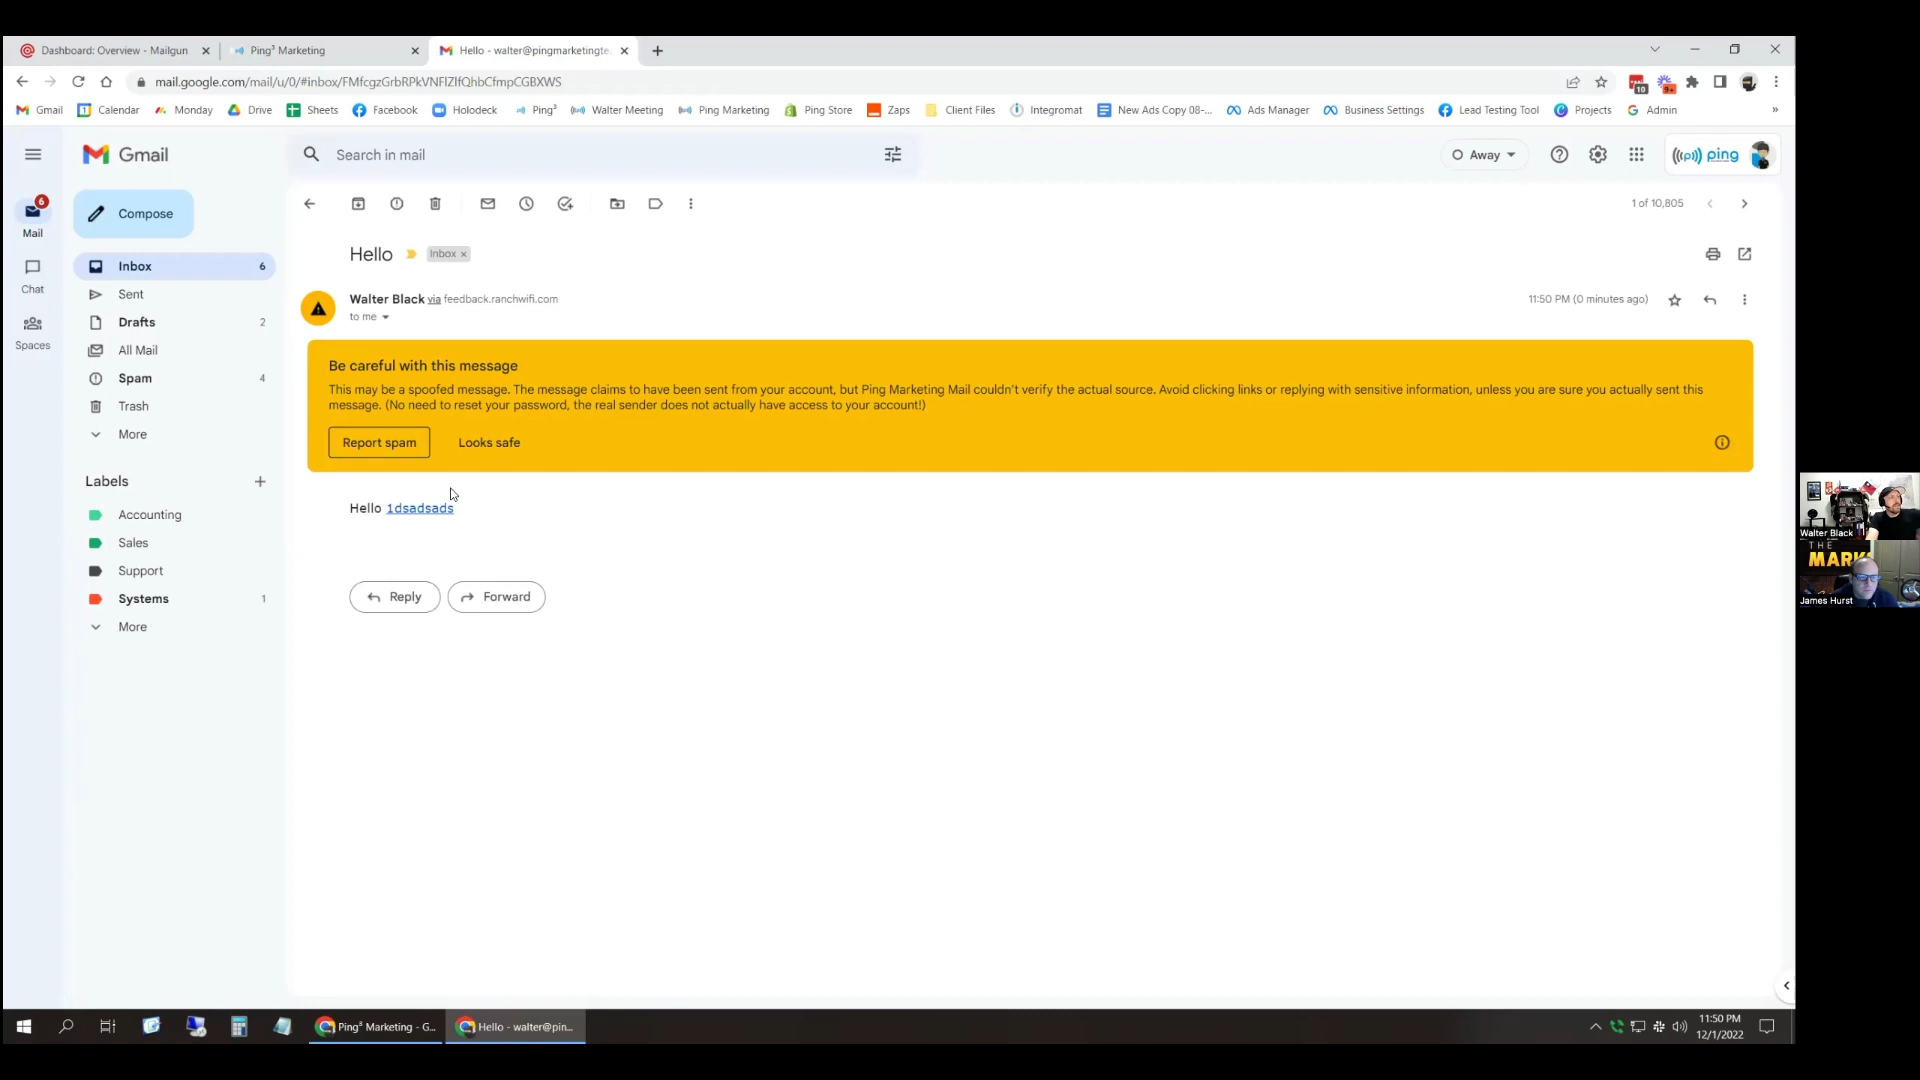 Dashboard: Overview - Mailgun
Ping³ Marketing
Hello - walter@pingmarketingte
mail.google.com/mail/u/0/#inbox/FMfcgzGrbRPkVNFlZlfQhbCfmpCGBXWS
10
9+
Gmail
Calendar
Monday
Drive
Sheets
Facebook
Holodeck
Ping³
Walter Meeting
Ping Marketing
Ping Store
Zaps
Client Files
Integromat
New Ads Copy 08-...
Ads Manager
Business Settings
Lead Testing Tool
Projects
Admin
»
Gmail
Search in mail
Away
((p)) ping
6
Mail
Chat
Spaces
Compose
Inbox 6
Sent
Drafts 2
All Mail
Spam 4
Trash
More
Labels
Accounting
Sales
Support
Systems 1
More
1 of 10,805
Hello
Inbox ×
Walter Black via feedback.ranchwifi.com
11:50 PM (0 minutes ago)
to me
Be careful with this message
This may be a spoofed message. The message claims to have been sent from your account, but Ping Marketing Mail couldn't verify the actual source. Avoid clicking links or replying with sensitive information, unless you are sure you actually sent this
message. (No need to reset your password, the real sender does not actually have access to your account!)
Report spam
Looks safe
Hello 1dsadsads
Reply
Forward
Walter Black
THE
MARK
James Hurst
Ping³ Marketing - G...
Hello - walter@pin...
11:50 PM
12/1/2022